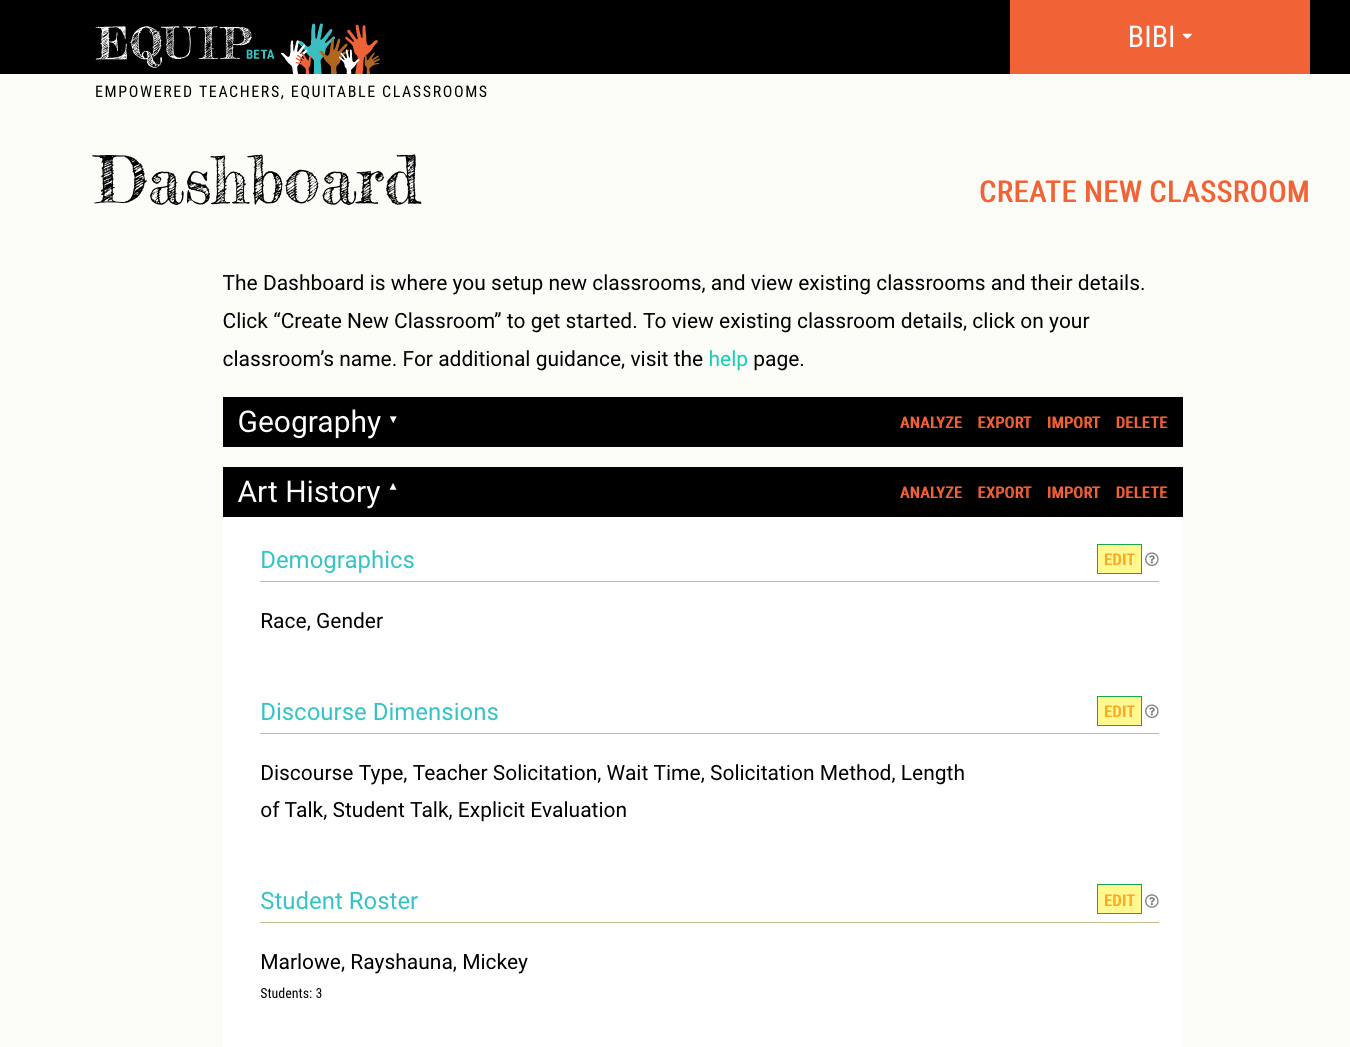 EQUIP BETA
BIBI
EMPOWERED TEACHERS, EQUITABLE CLASSROOMS
Dashboard
CREATE NEW CLASSROOM
The Dashboard is where you setup new classrooms, and view existing classrooms and their details.
Click “Create New Classroom” to get started. To view existing classroom details, click on your
classroom’s name. For additional guidance, visit the help page.
Geography ANALYZE EXPORT IMPORT DELETE
Art History ANALYZE EXPORT IMPORT DELETE
Demographics EDIT ?
Race, Gender
Discourse Dimensions EDIT ?
Discourse Type, Teacher Solicitation, Wait Time, Solicitation Method, Length
of Talk, Student Talk, Explicit Evaluation
Student Roster EDIT ?
Marlowe, Rayshauna, Mickey
Students: 3